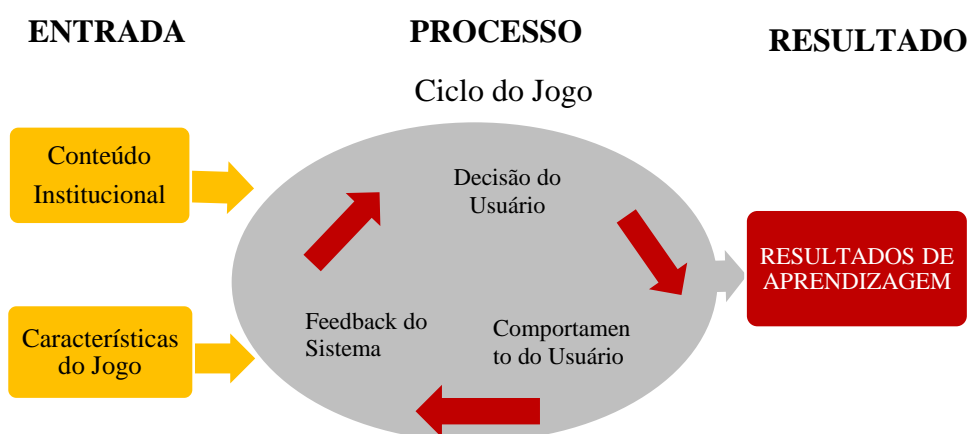 ENTRADA
PROCESSO
RESULTADO
Ciclo do Jogo
Conteúdo
Institucional
Decisão do
Usuário
RESULTADOS DE
APRENDIZAGEM
Características
do Jogo
Feedback do
Sistema
Comportamen
to do Usuário